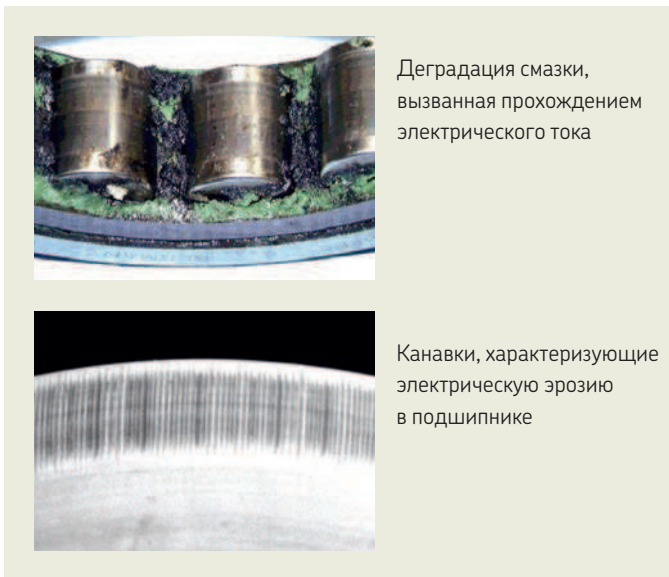 Деградация смазки,
вызванная прохождением
электрического тока
Канавки, характеризующие
электрическую эрозию
в подшипнике